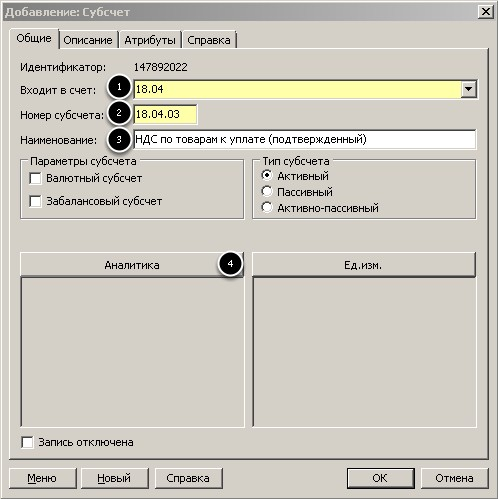 Добавление: Субсчет
Общие Описание Атрибуты Справка
Идентификатор: 147892022
Входит в счет: 1 18.04
Номер субсчета: 2 18.04.03
Наименование: 3 НДС по товарам к уплате (подтвержденный)
Параметры субсчета Тип субсчета
Валютный субсчет Активный
Пассивный
Забалансовый субсчет
Активно-пассивный
Аналитика 4 Ед.изм.
Запись отключена
Меню Новый Справка OK Отмена